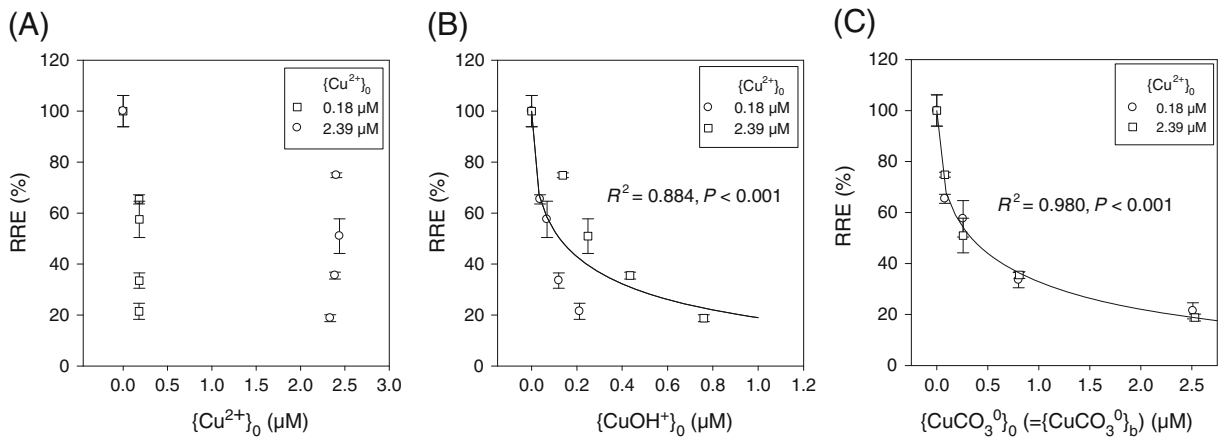 (A)
120
100
80
60
40
20
0
RRE (%)
{Cu²⁺}₀
0.18 µM
2.39 µM
0.0 0.5 1.0 1.5 2.0 2.5 3.0
{Cu²⁺}₀ (µM)
(B)
120
100
80
60
40
20
0
RRE (%)
{Cu²⁺}₀
0.18 µM
2.39 µM
R² = 0.884, P < 0.001
0.0 0.2 0.4 0.6 0.8 1.0 1.2
{CuOH⁺}₀ (µM)
(C)
120
100
80
60
40
20
0
RRE (%)
{Cu²⁺}₀
0.18 µM
2.39 µM
R² = 0.980, P < 0.001
0.0 0.5 1.0 1.5 2.0 2.5
{CuCO₃⁰}₀ (={CuCO₃⁰}b) (µM)